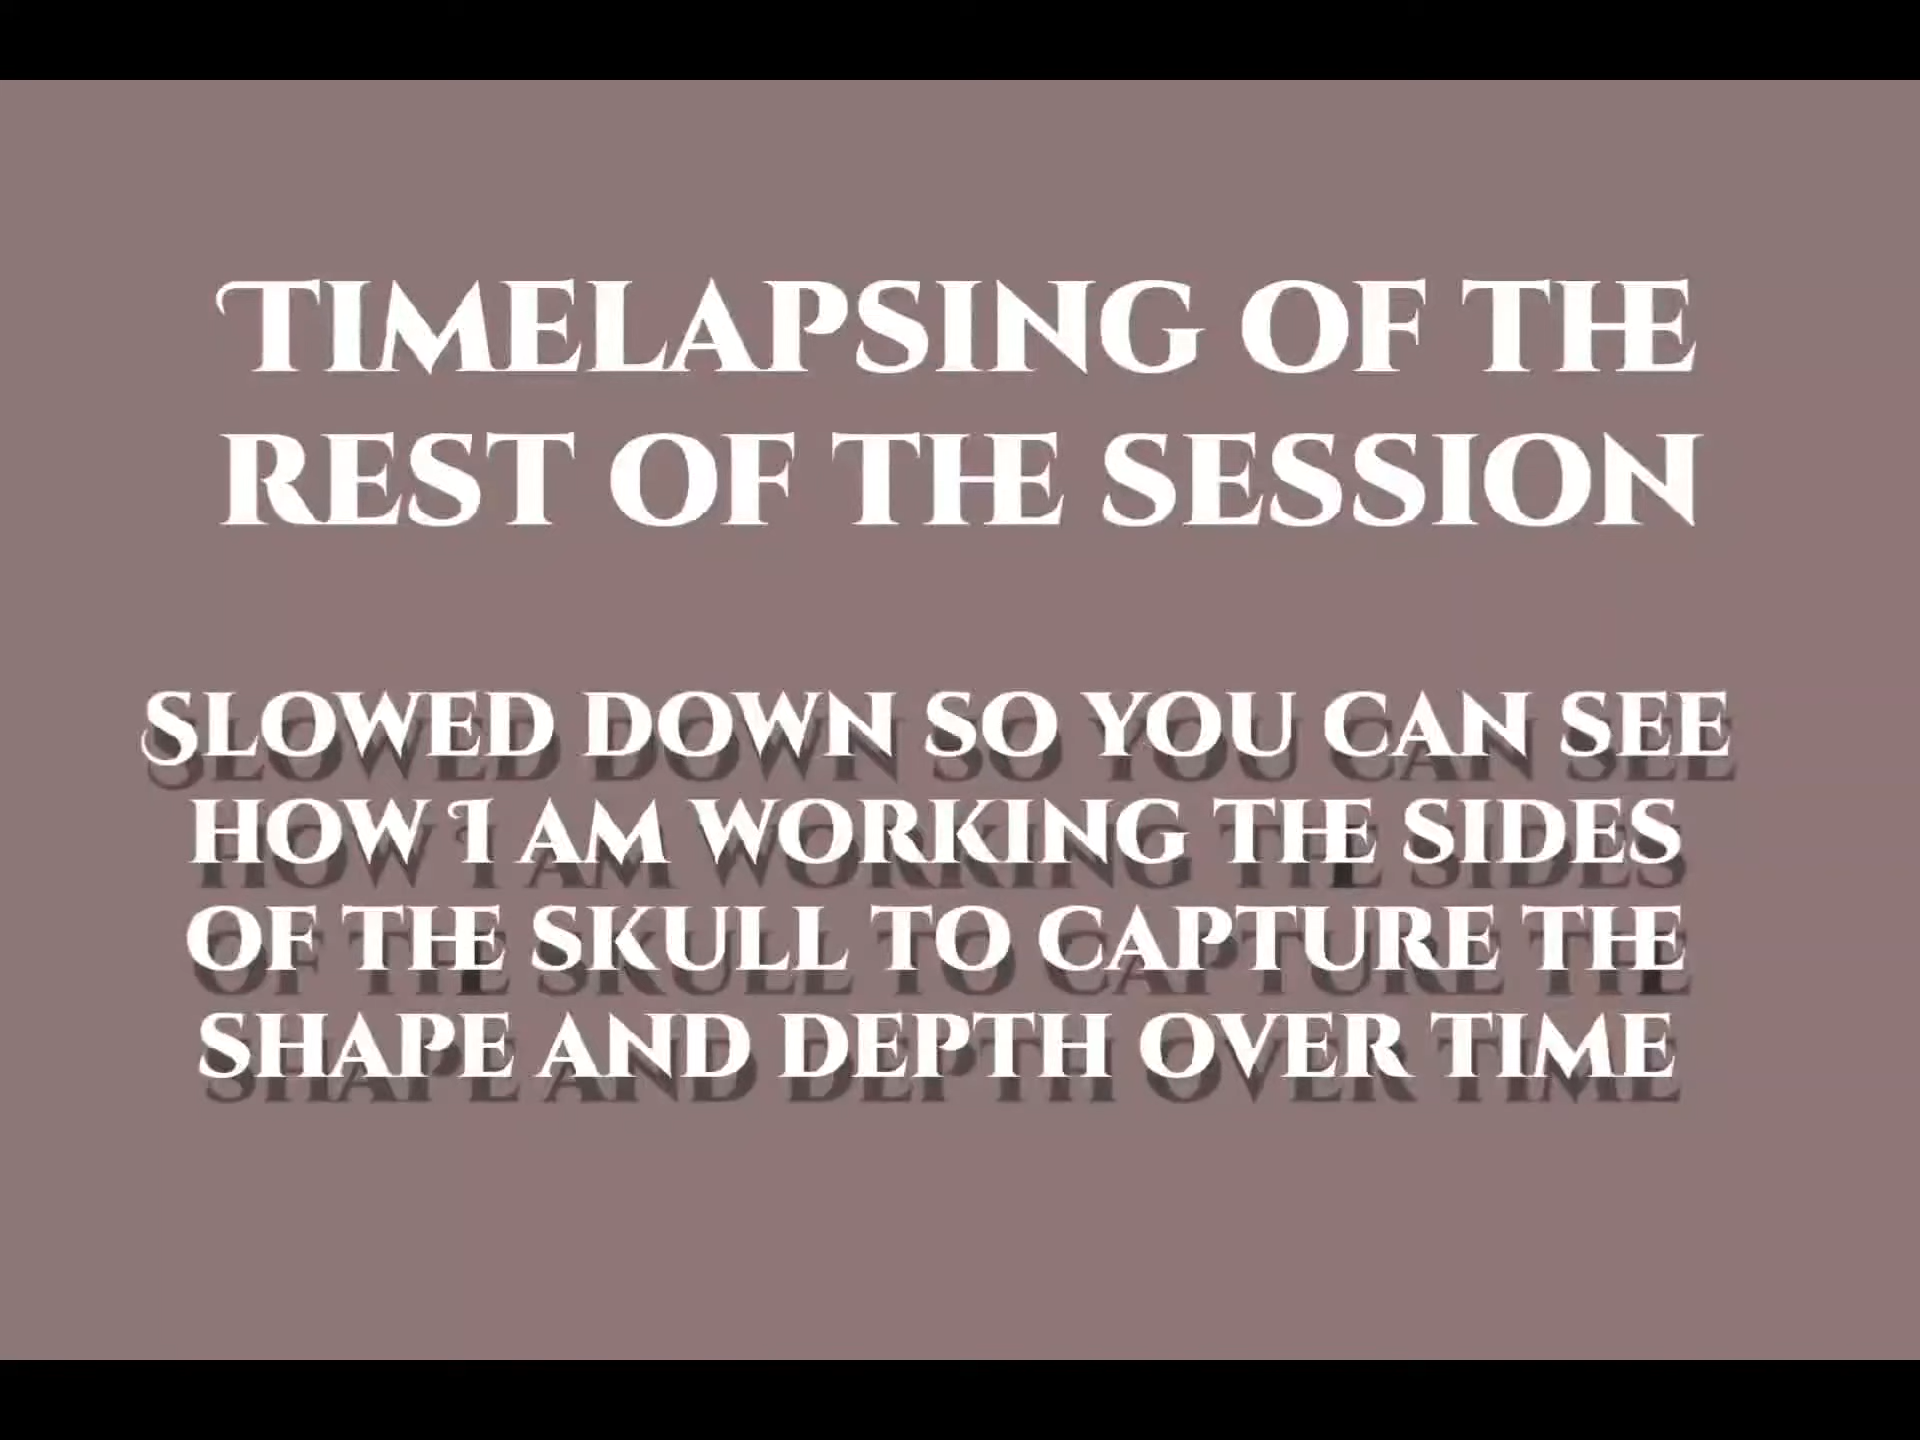 Timelapsing of the
rest of the session
Slowed down so you can see
how I am working the sides
of the skull to capture the
shape and depth over time